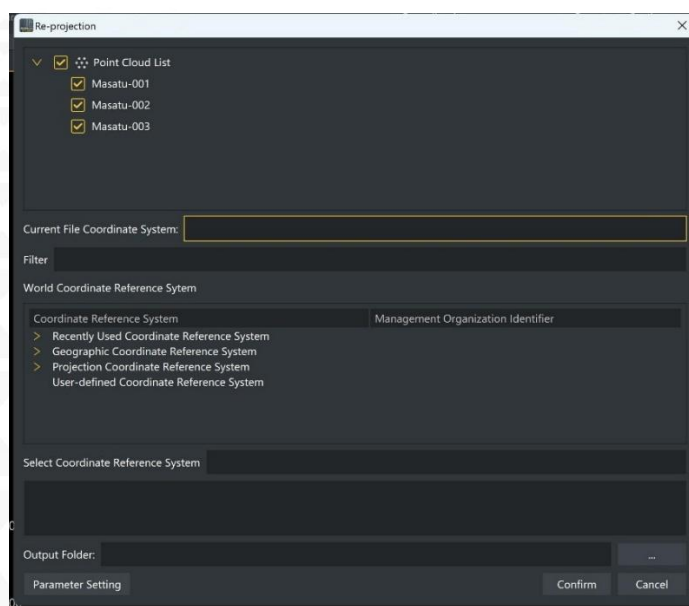 Re-projection
Point Cloud List
Masatu-001
Masatu-002
Masatu-003
Current File Coordinate System:
Filter
World Coordinate Reference Sytem
Coordinate Reference System Management Organization Identifier
Recently Used Coordinate Reference System
Geographic Coordinate Reference System
Projection Coordinate Reference System
User-defined Coordinate Reference System
Select Coordinate Reference System
Output Folder: ...
Parameter Setting Confirm Cancel